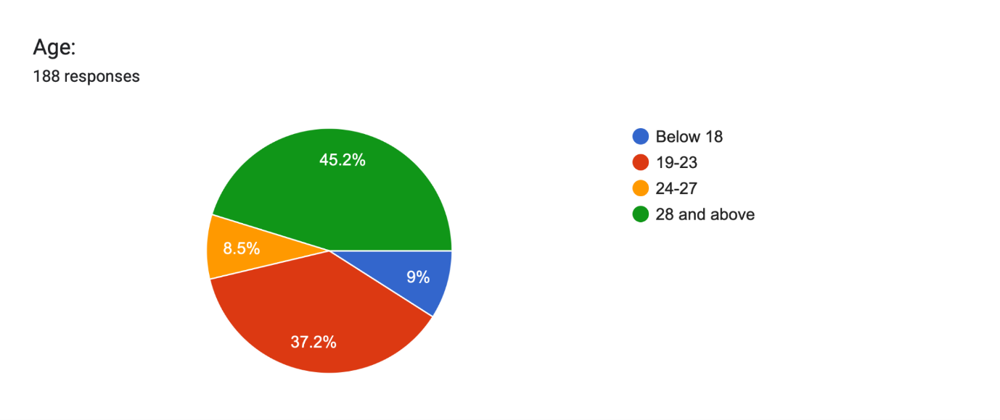 Age:
188 responses
45.2%
8.5%
9%
37.2%
Below 18
19-23
24-27
28 and above